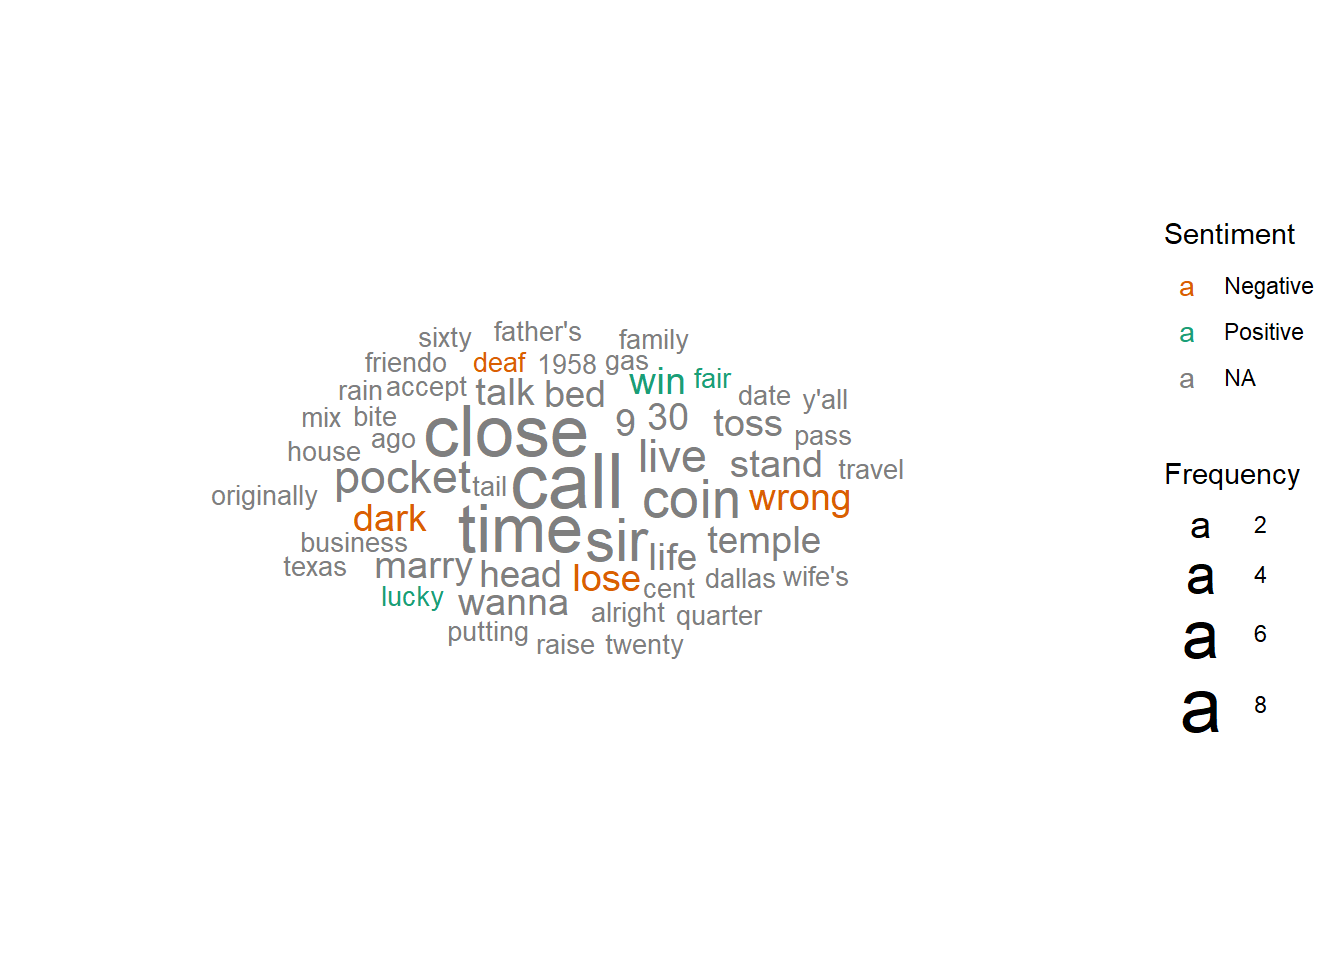 sixty father's family
friendo deaf 1958 gas
rain accept talk bed win fair date y'all
mix bite close 9 30 toss pass
house ago live stand travel
originally pocket tail call coin wrong
dark time sir temple
business life
texas marry head lose cent dallas wife's
lucky wanna alright quarter
putting raise twenty
Sentiment
a Negative
a Positive
a NA
Frequency
a 2
a 4
a 6
a 8